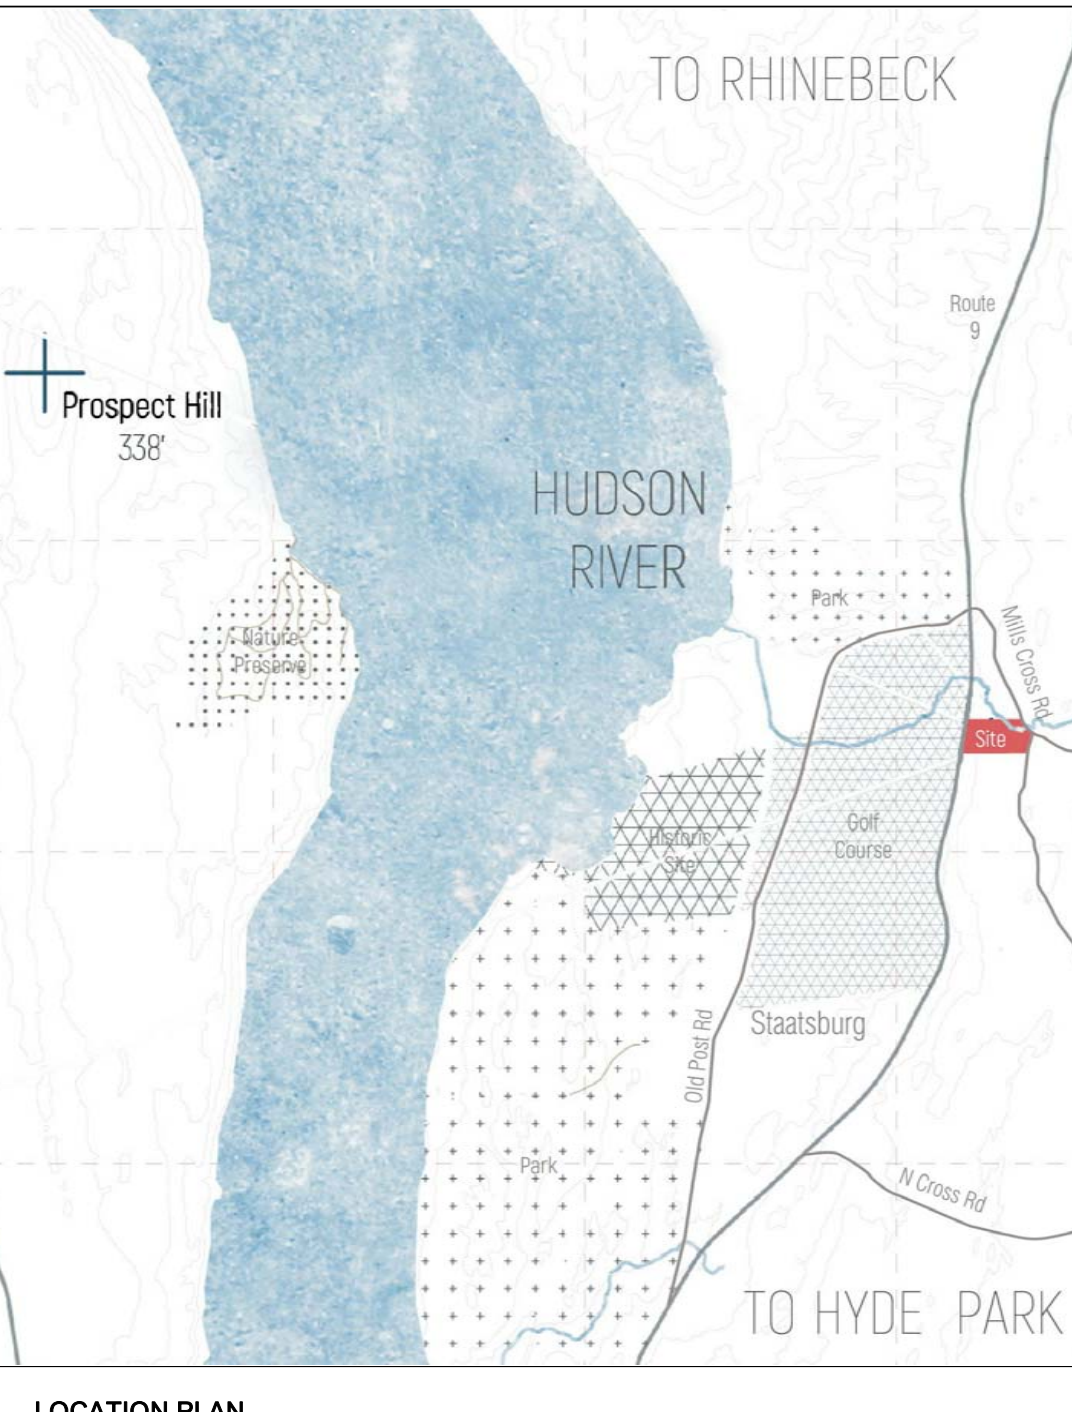 TO RHINEBECK
Route
9
Prospect Hill
338'
HUDSON
RIVER
Park
Mills Cross Rd
Nature
Preserve
Site
Historic
Site
Golf
Course
Staatsburg
Old Post Rd
Park
N Cross Rd
TO HYDE PARK
LOCATION PLAN